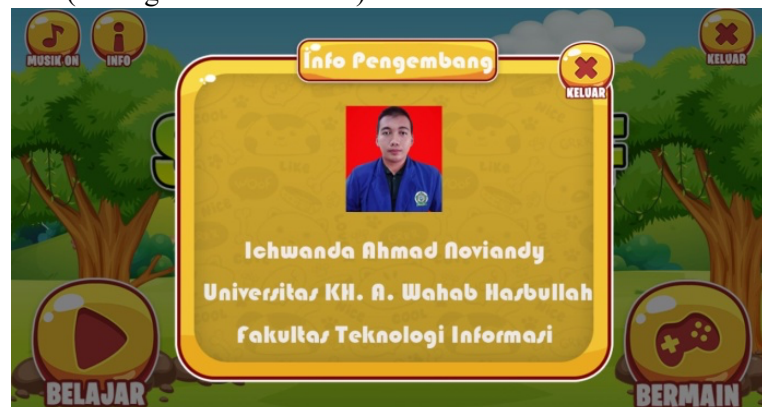 Info Pengembang
MUSIK ON
INFO
KELUAR
KELUAR
Ichwanda Ahmad Noviandy
Universitas KH. A. Wahab Hasbullah
Fakultas Teknologi Informasi
BELAJAR
BERMAIN